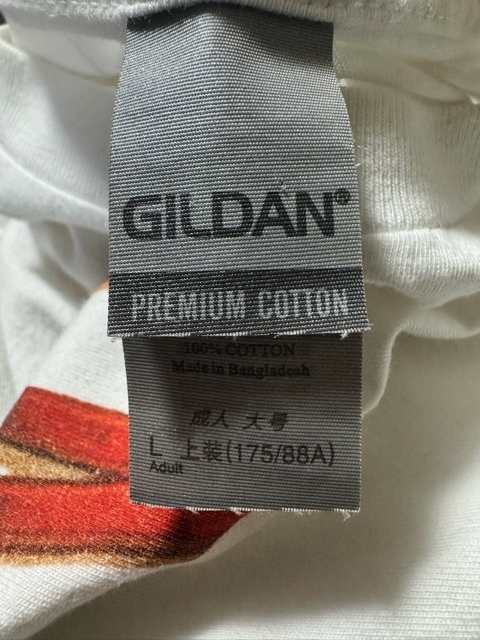 GILDAN®
PREMIUM COTTON
100% COTTON
Made in Bangladesh
成人 大号
L 上装(175/88A)
Adult